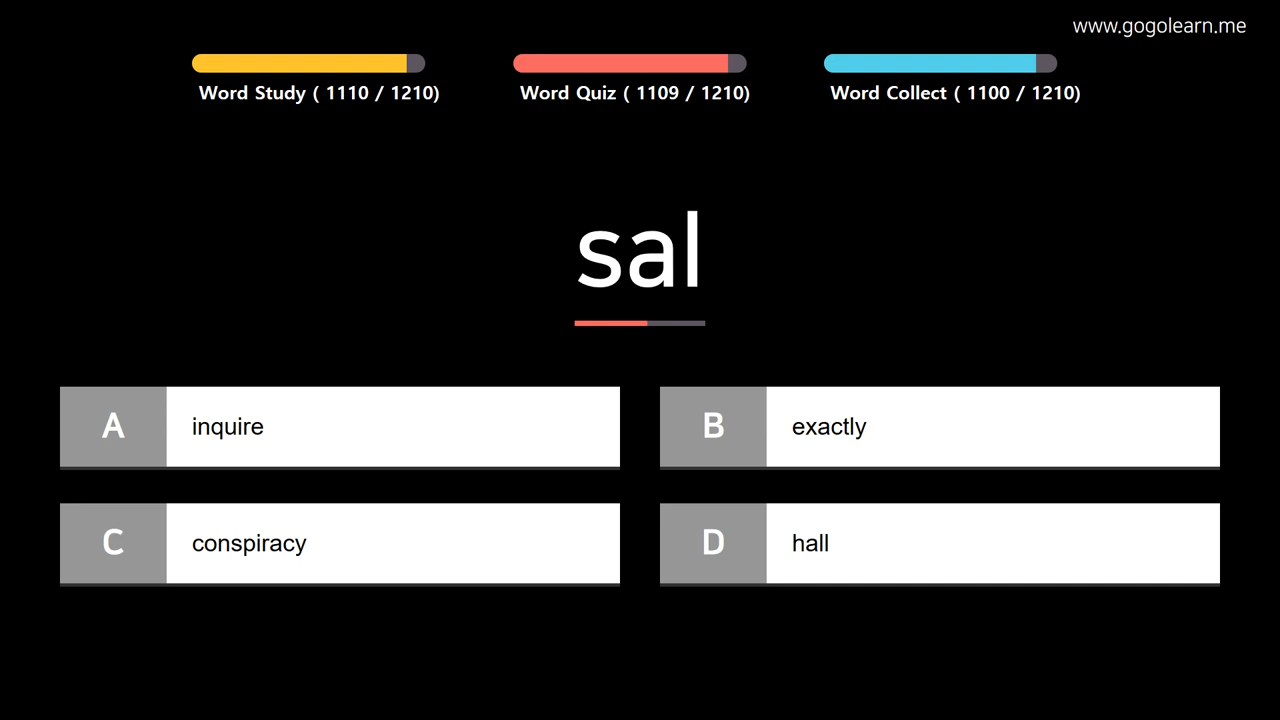 www.gogolearn.me
Word Study ( 1110 / 1210)
Word Quiz ( 1109 / 1210)
Word Collect ( 1100 / 1210)
sal
A inquire
B exactly
C conspiracy
D hall